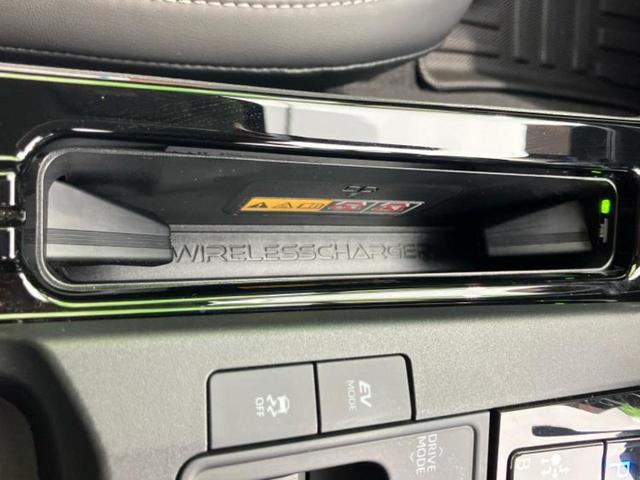 WIRELESSCHARGER
OFF
EV
MODE
DRIVE
MODE
B
P